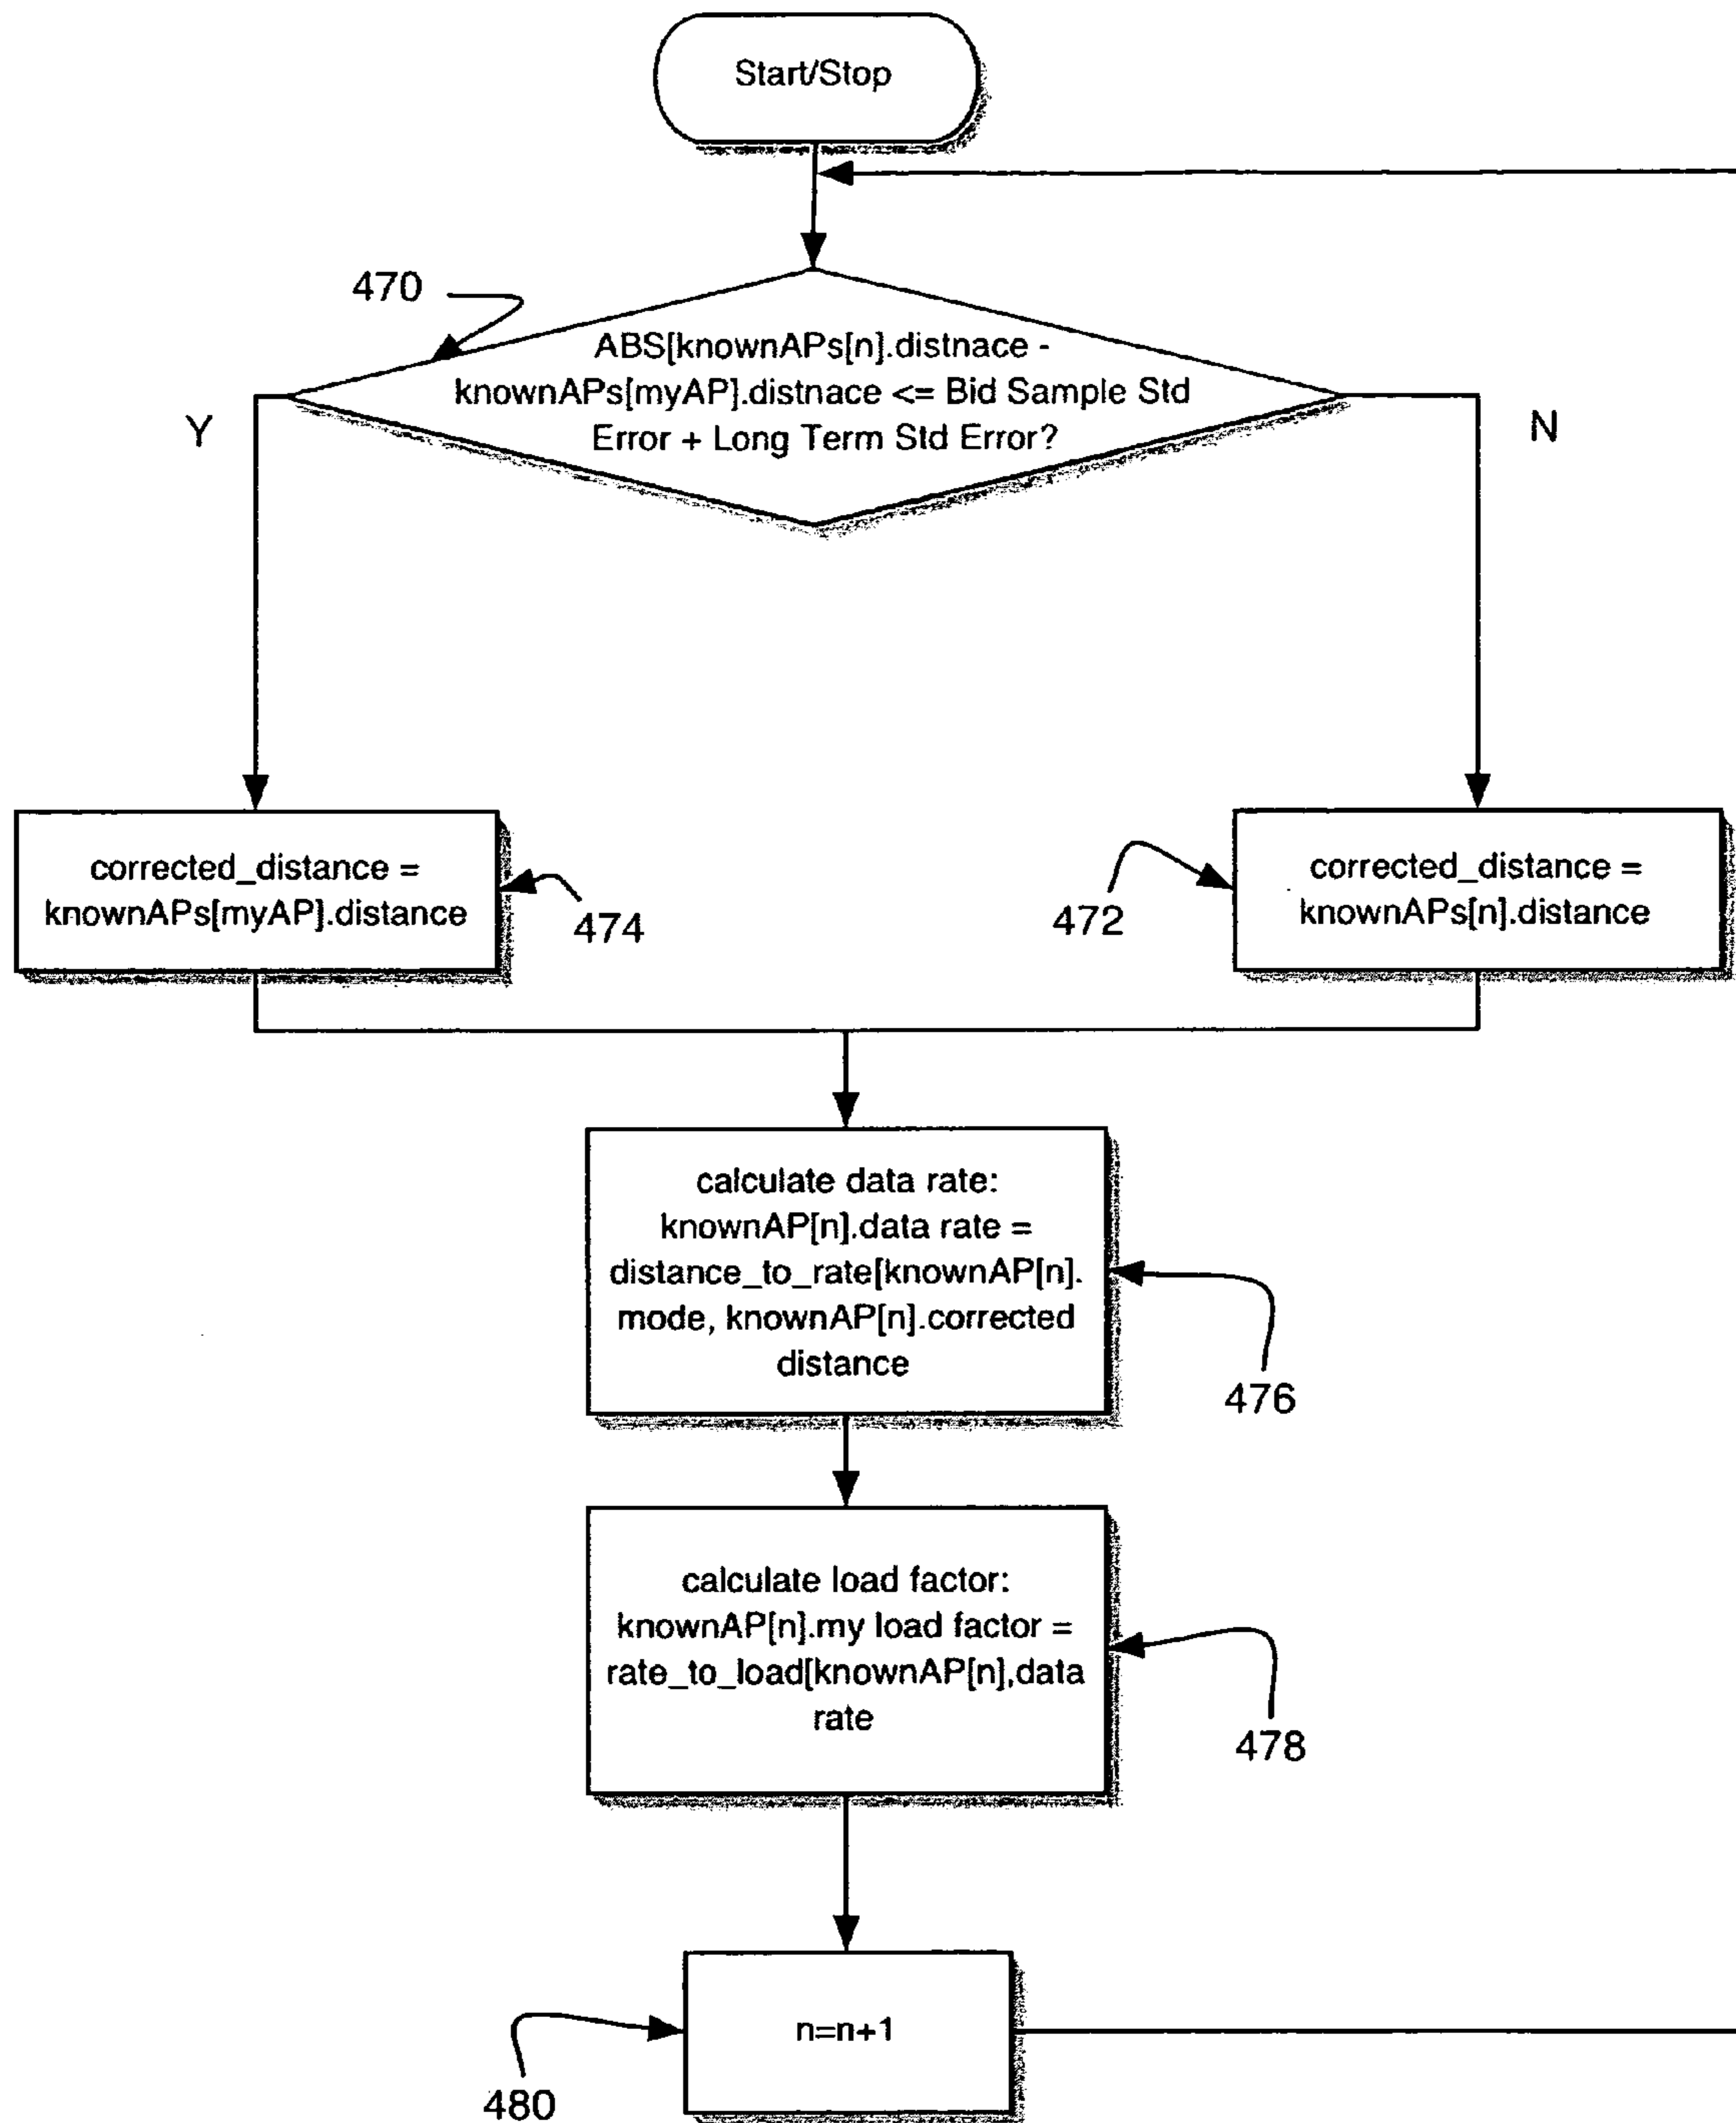 Start/Stop
470
ABS[knownAPs[n].distnace -
knownAPs[myAP].distnace <= Bid Sample Std
Error + Long Term Std Error?
Y
N
corrected_distance =
knownAPs[myAP].distance
474
472
corrected_distance =
knownAPs[n].distance
calculate data rate:
knownAP[n].data rate =
distance_to_rate[knownAP[n].
mode, knownAP[n].corrected
distance
476
calculate load factor:
knownAP[n].my load factor =
rate_to_load[knownAP[n],data
rate
478
n=n+1
480